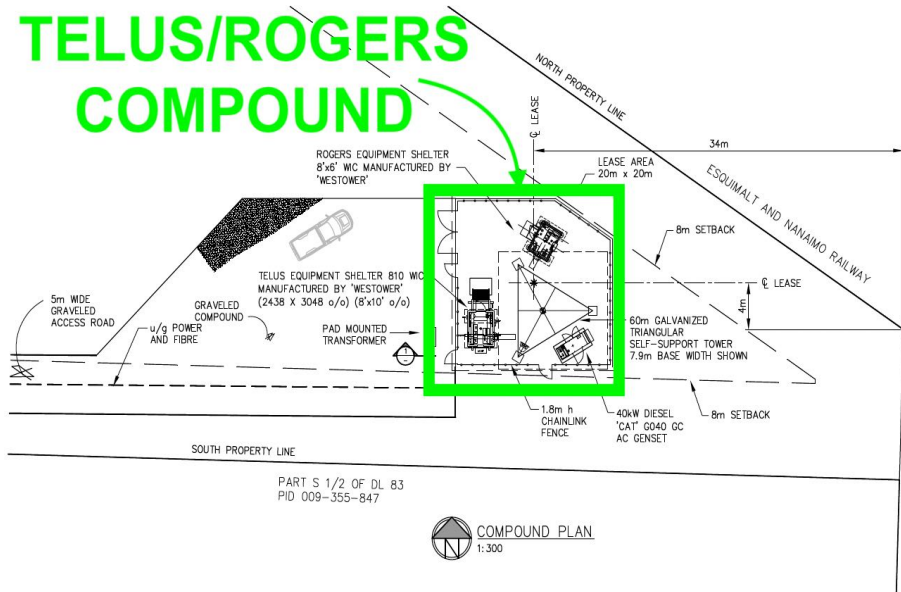 TELUS/ROGERS
COMPOUND
NORTH PROPERTY LINE
℄ LEASE
34m
ROGERS EQUIPMENT SHELTER
8'x6' WIC MANUFACTURED BY
'WESTOWER'
LEASE AREA
20m x 20m
ESQUIMALT AND NANAIMO RAILWAY
8m SETBACK
TELUS EQUIPMENT SHELTER 810 WIC
MANUFACTURED BY 'WESTOWER'
(2438 X 3048 o/o) (8'x10' o/o)
℄ LEASE
4m
5m WIDE
GRAVELED
ACCESS ROAD
u/g POWER
AND FIBRE
GRAVELED
COMPOUND
PAD MOUNTED
TRANSFORMER
60m GALVANIZED
TRIANGULAR
SELF-SUPPORT TOWER
7.9m BASE WIDTH SHOWN
1.8m h
CHAINLINK
FENCE
40kW DIESEL
'CAT' G040 GC
AC GENSET
8m SETBACK
SOUTH PROPERTY LINE
PART S 1/2 OF DL 83
PID 009-355-847
N
COMPOUND PLAN
1:300